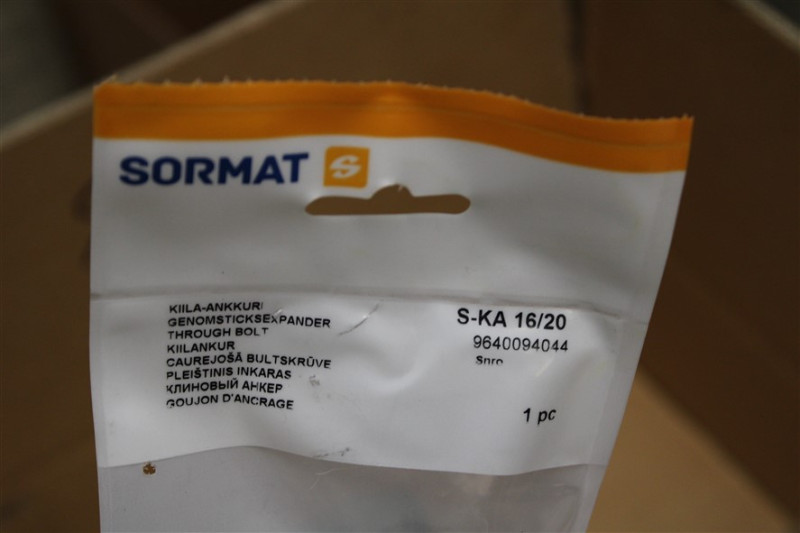 SORMAT S
KIILA-ANKKURI
GENOMSTICKSEXPANDER
THROUGH BOLT
KIILANKUR
CAUREJOŠĀ BULTSKRŪVE
PLEIŠTINIS INKARAS
КЛИНОВЫЙ АНКЕР
GOUJON D'ANCRAGE
S-KA 16/20
9640094044
Snro
1 pc